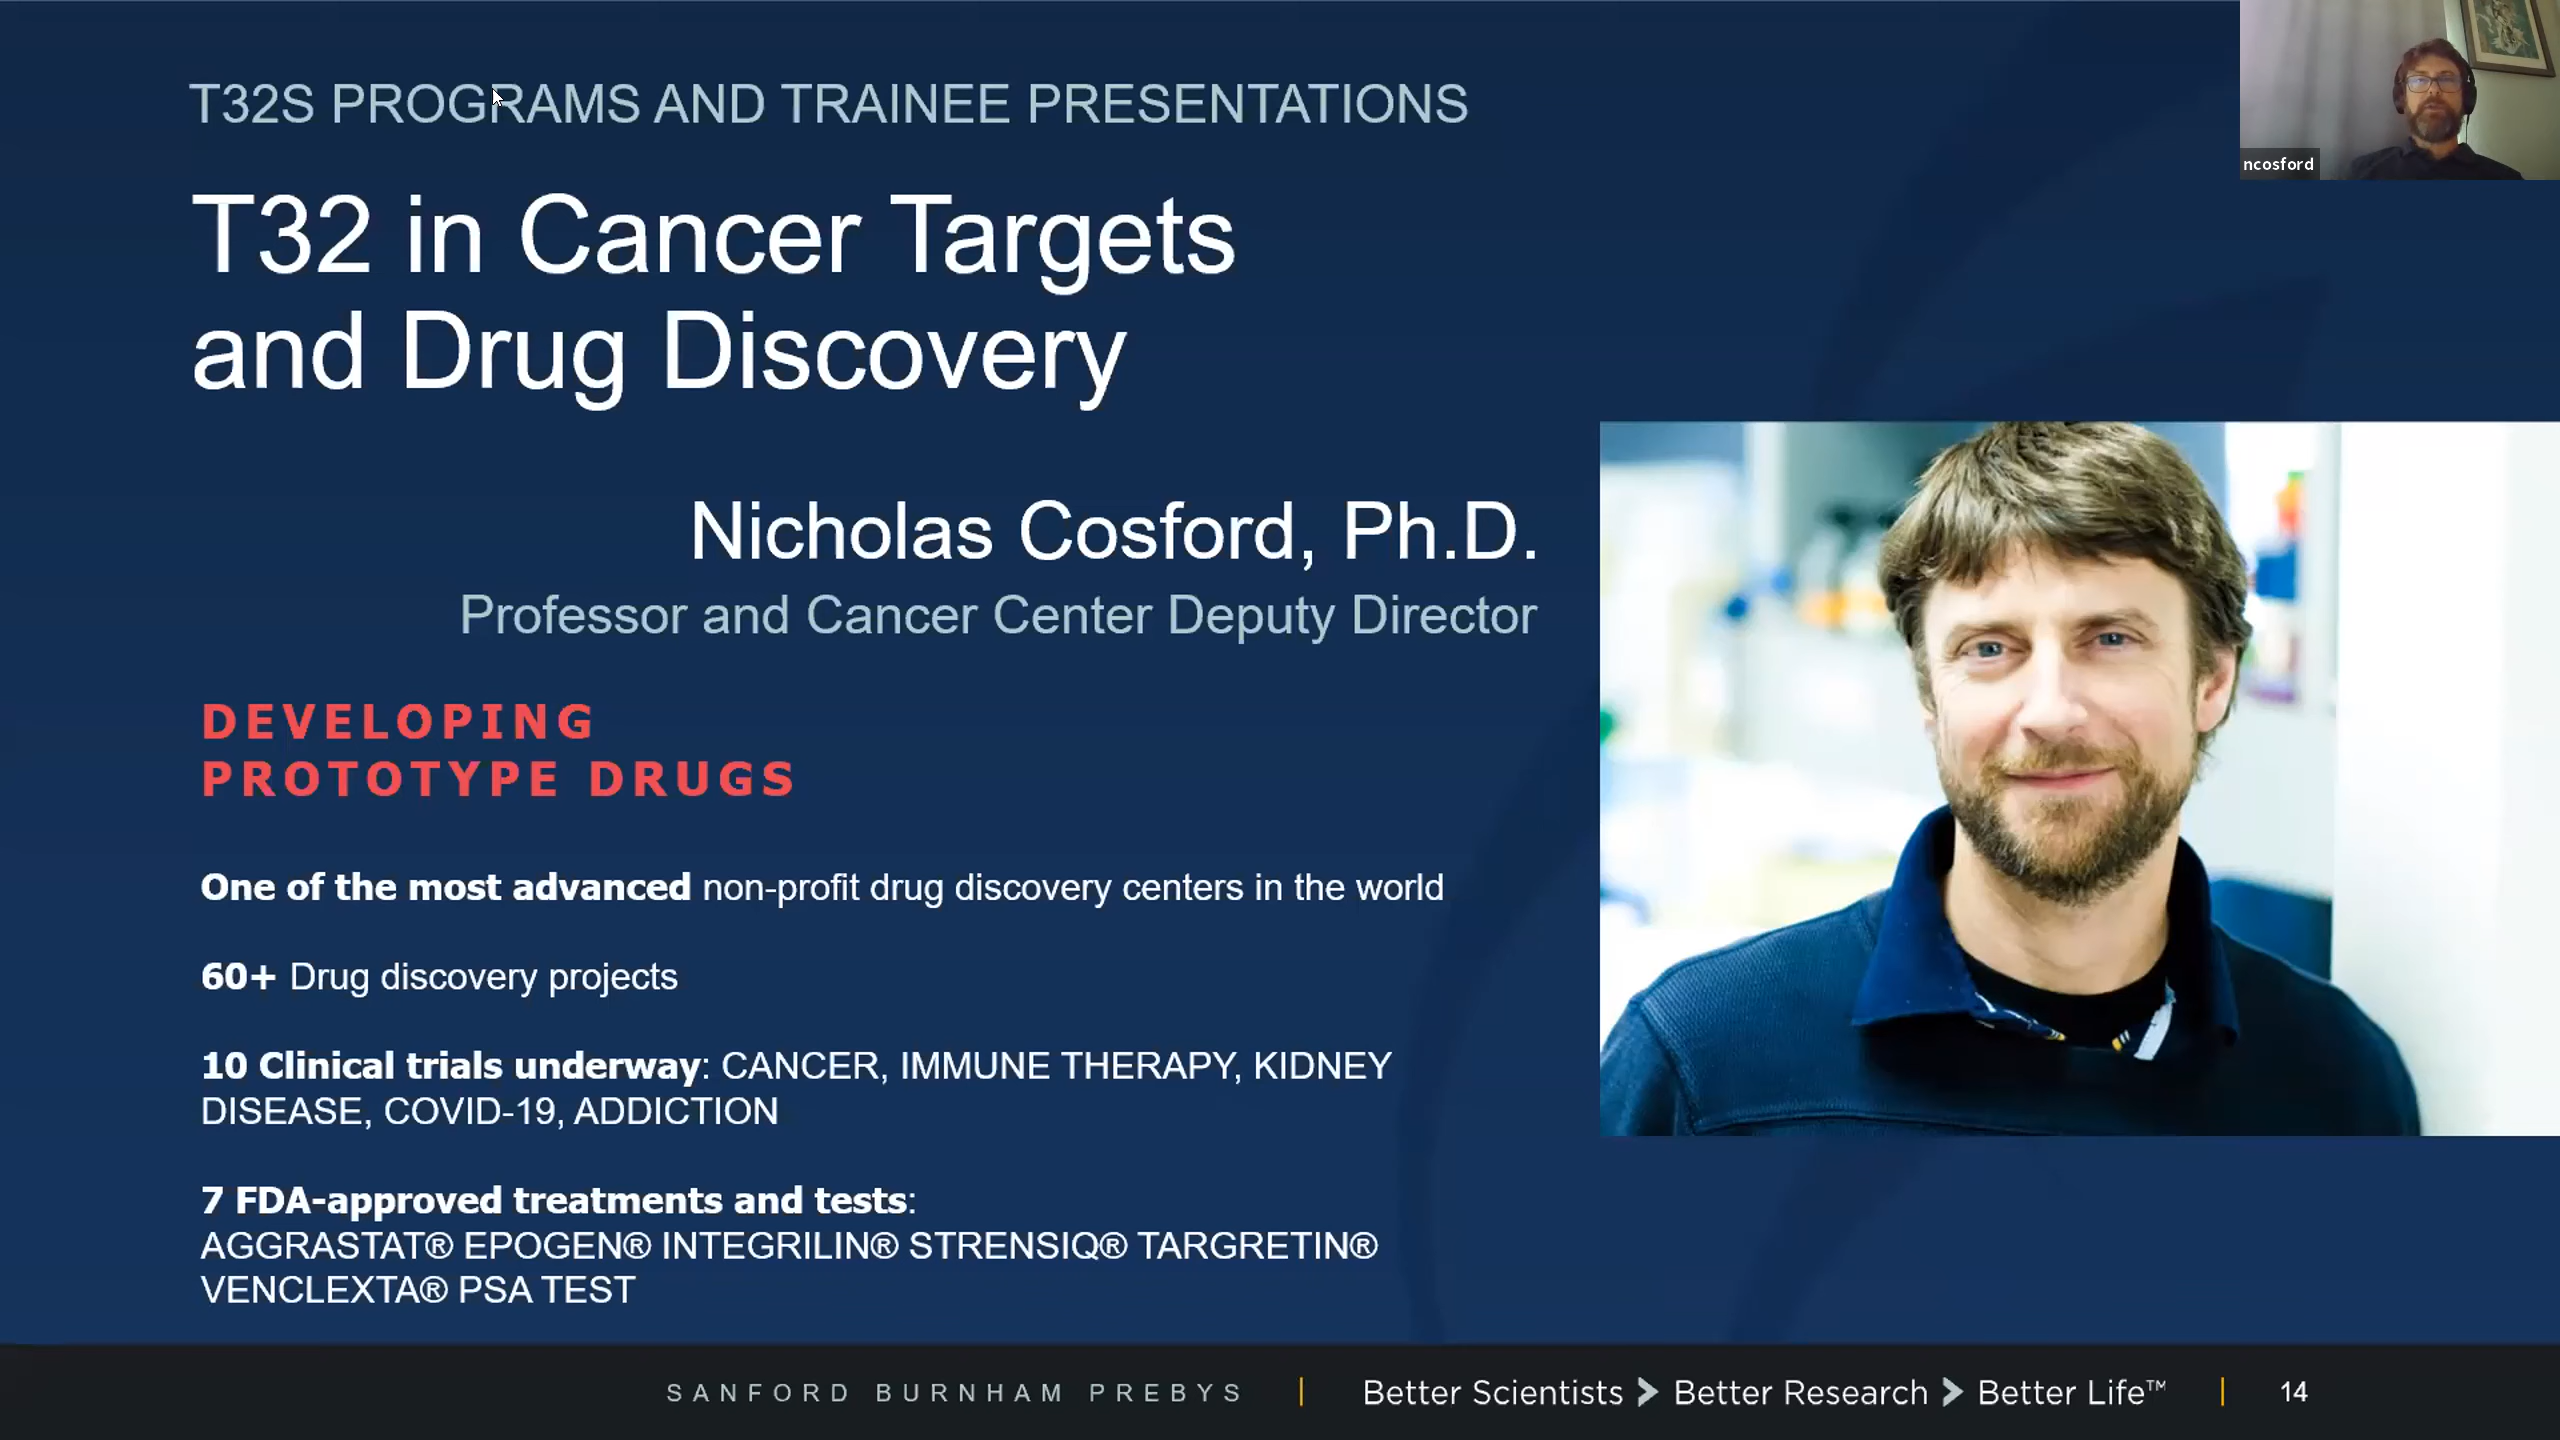 T32S PROGRAMS AND TRAINEE PRESENTATIONS
ncosford
T32 in Cancer Targets
and Drug Discovery
Nicholas Cosford, Ph.D.
Professor and Cancer Center Deputy Director
DEVELOPING
PROTOTYPE DRUGS
One of the most advanced non-profit drug discovery centers in the world
60+ Drug discovery projects
10 Clinical trials underway: CANCER, IMMUNE THERAPY, KIDNEY
DISEASE, COVID-19, ADDICTION
7 FDA-approved treatments and tests:
AGGRASTAT® EPOGEN® INTEGRILIN® STRENSIQ® TARGRETIN®
VENCLEXTA® PSA TEST
SANFORD BURNHAM PREBYS | Better Scientists > Better Research > Better Life™ | 14